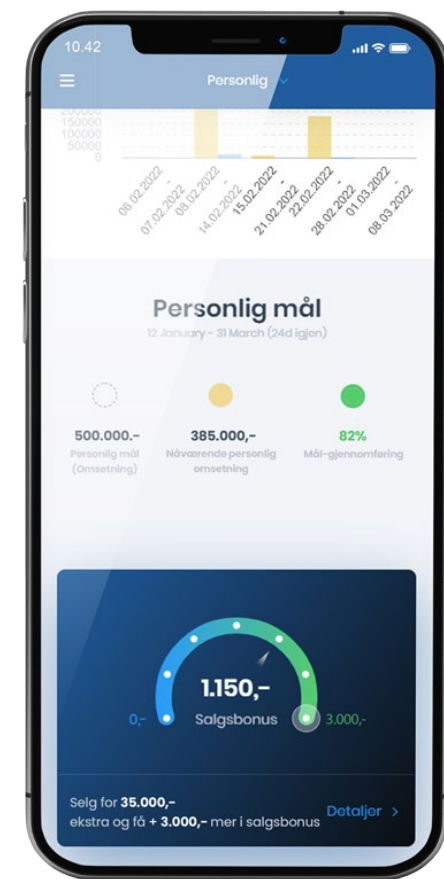 10.42
Personlig
200000
150000
100000
50000
0
06.02.2022
-
07.02.2022
08.02.2022
-
14.02.2022
15.02.2022
-
21.02.2022
22.02.2022
-
28.02.2022
01.03.2022
-
08.03.2022
Personlig mål
12 January - 31 March (24d igjen)
500.000.-
Personlig mål
(Omsetning)
385.000,-
Nåværende personlig
omsetning
82%
Mål-gjennomføring
1.150,-
0,- Salgsbonus 3.000,-
Selg for 35.000,-
ekstra og få + 3.000,- mer i salgsbonus
Detaljer >